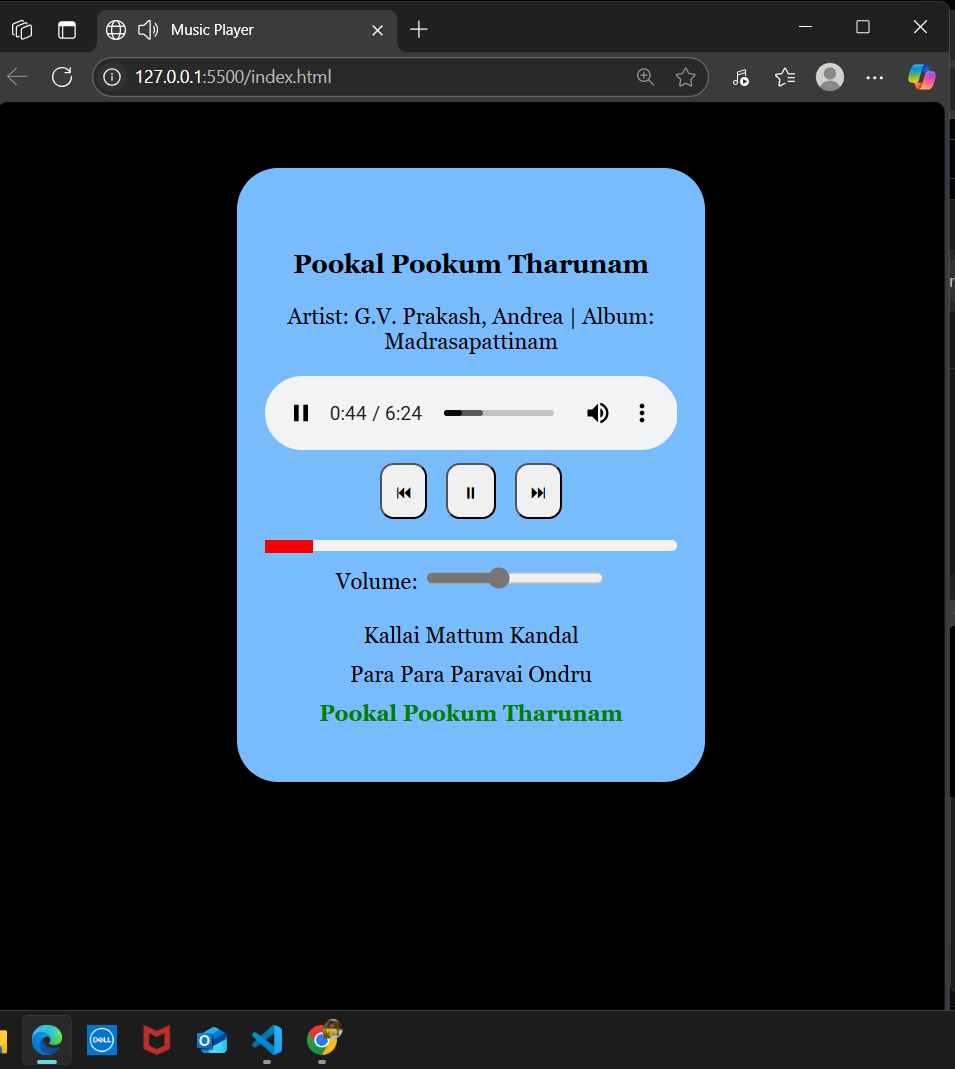 Music Player
127.0.0.1:5500/index.html
Pookal Pookum Tharunam
Artist: G.V. Prakash, Andrea | Album:
Madrasapattinam
0:44 / 6:24
Volume:
Kallai Mattum Kandal
Para Para Paravai Ondru
Pookal Pookum Tharunam
DELL